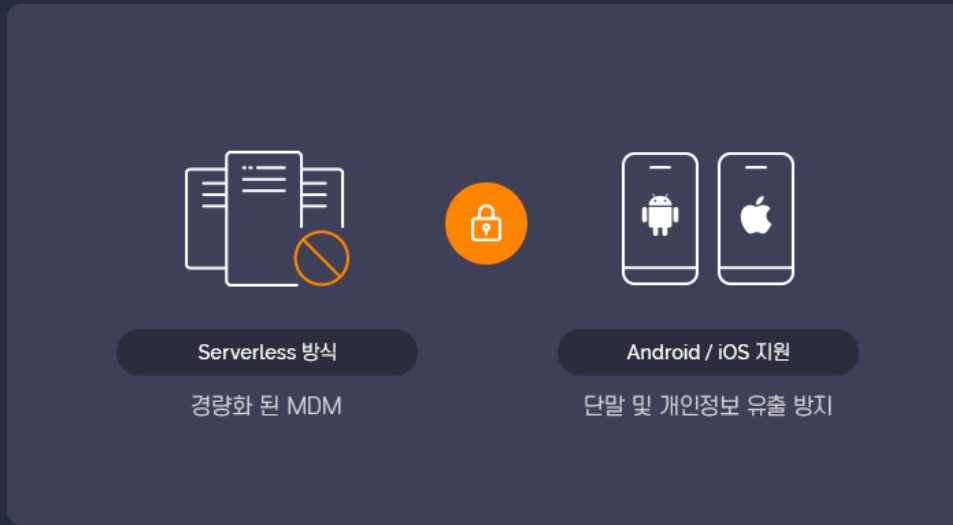 Serverless 방식
Android / iOS 지원
경량화 된 MDM
단말 및 개인정보 유출 방지